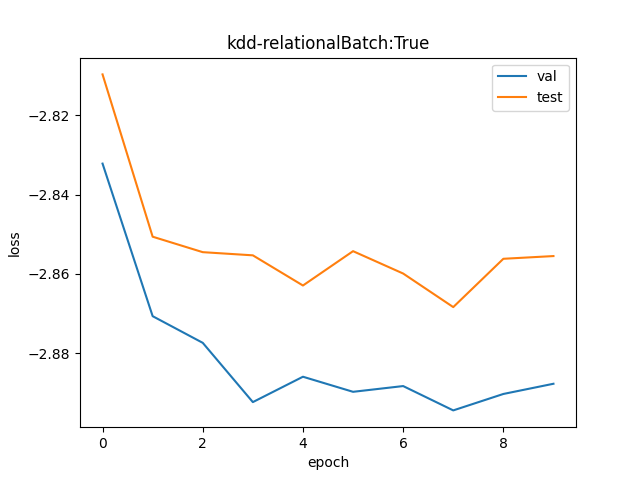 kdd-relationalBatch:True
val
test
−2.82
−2.84
−2.86
−2.88
loss
0
2
4
6
8
epoch